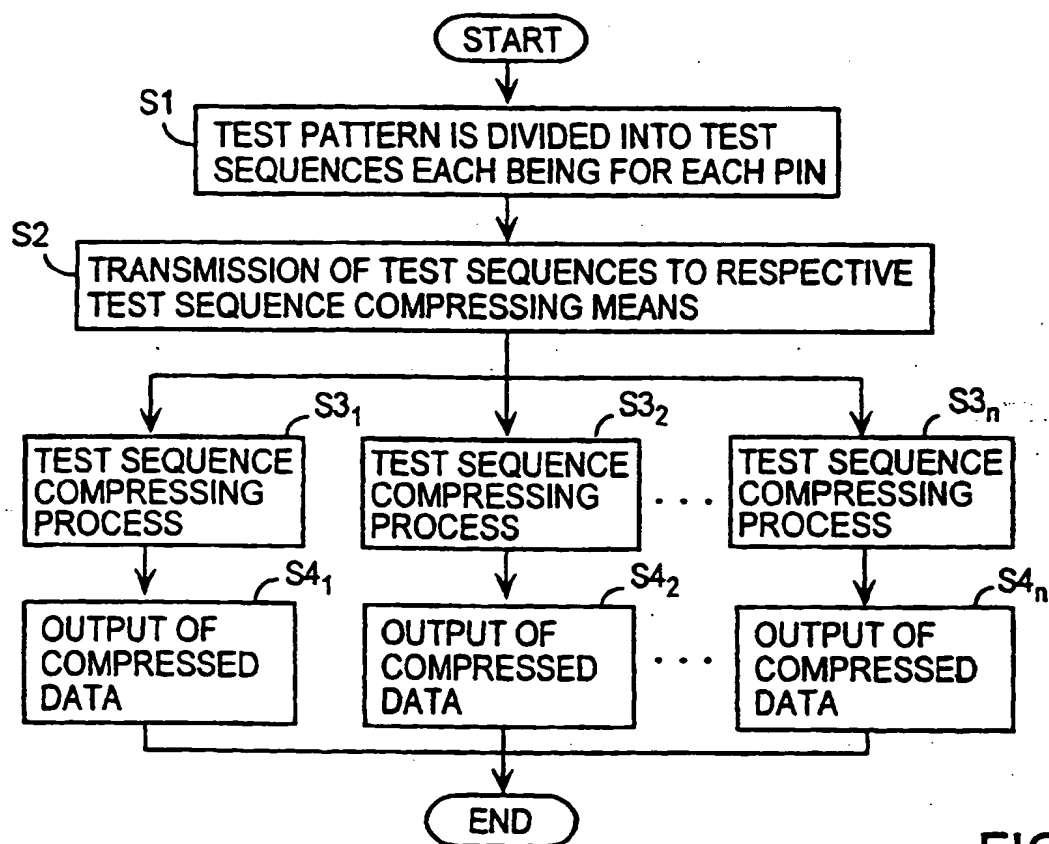 START
S1
TEST PATTERN IS DIVIDED INTO TEST
SEQUENCES EACH BEING FOR EACH PIN
S2
TRANSMISSION OF TEST SEQUENCES TO RESPECTIVE
TEST SEQUENCE COMPRESSING MEANS
S3₁
TEST SEQUENCE
COMPRESSING
PROCESS
S3₂
TEST SEQUENCE
COMPRESSING
PROCESS
. . .
S3ₙ
TEST SEQUENCE
COMPRESSING
PROCESS
S4₁
OUTPUT OF
COMPRESSED
DATA
S4₂
OUTPUT OF
COMPRESSED
DATA
. . .
S4ₙ
OUTPUT OF
COMPRESSED
DATA
END